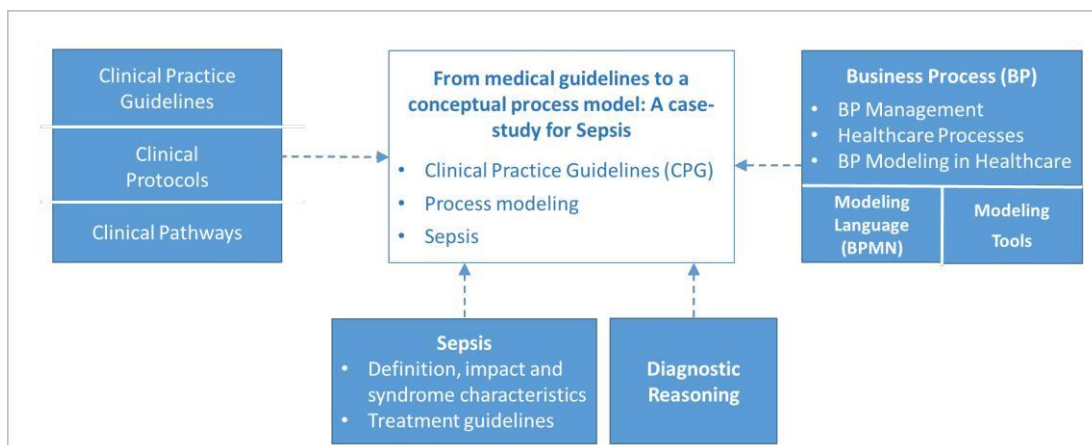 Clinical Practice
Guidelines
Clinical
Protocols
Clinical Pathways
From medical guidelines to a
conceptual process model: A case-
study for Sepsis
• Clinical Practice Guidelines (CPG)
• Process modeling
• Sepsis
Business Process (BP)
• BP Management
• Healthcare Processes
• BP Modeling in Healthcare
Modeling
Language
(BPMN)
Modeling
Tools
Sepsis
• Definition, impact and
syndrome characteristics
• Treatment guidelines
Diagnostic
Reasoning